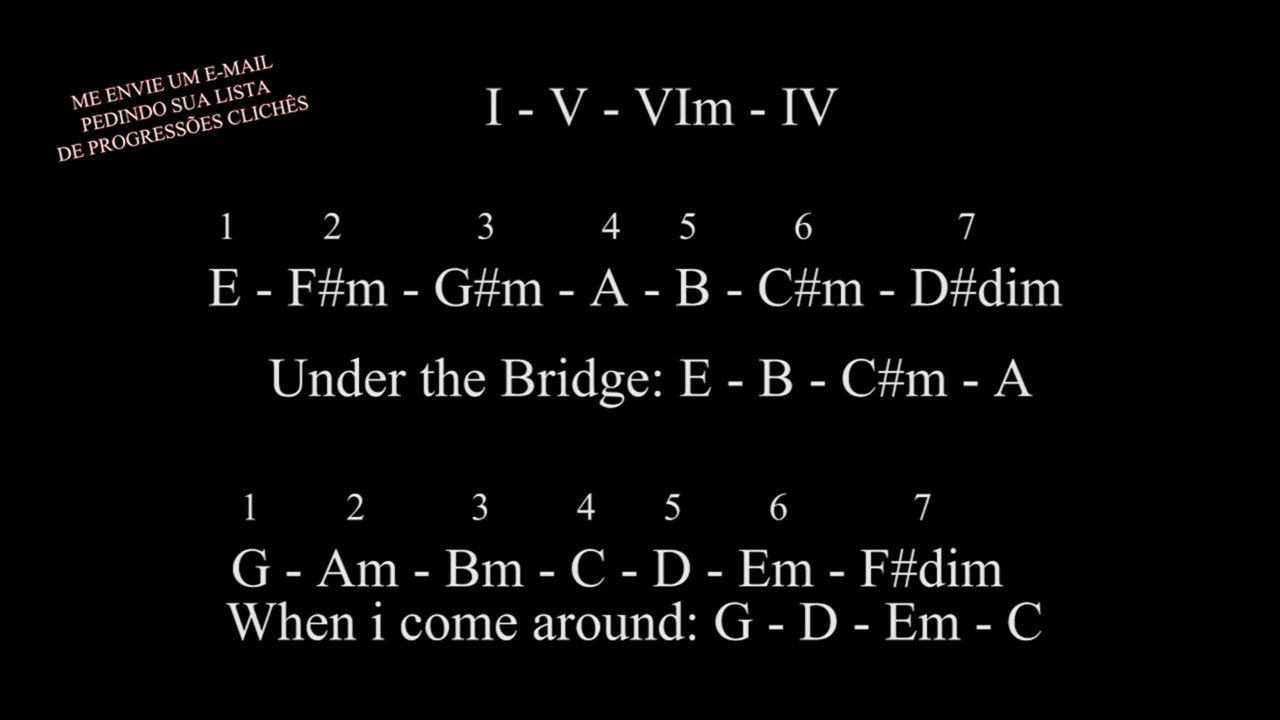 ME ENVIE UM E-MAIL
PEDINDO SUA LISTA
DE PROGRESSÕES CLICHÊS
I - V - VIm - IV
1 2 3 4 5 6 7
E - F#m - G#m - A - B - C#m - D#dim
Under the Bridge: E - B - C#m - A
1 2 3 4 5 6 7
G - Am - Bm - C - D - Em - F#dim
When i come around: G - D - Em - C